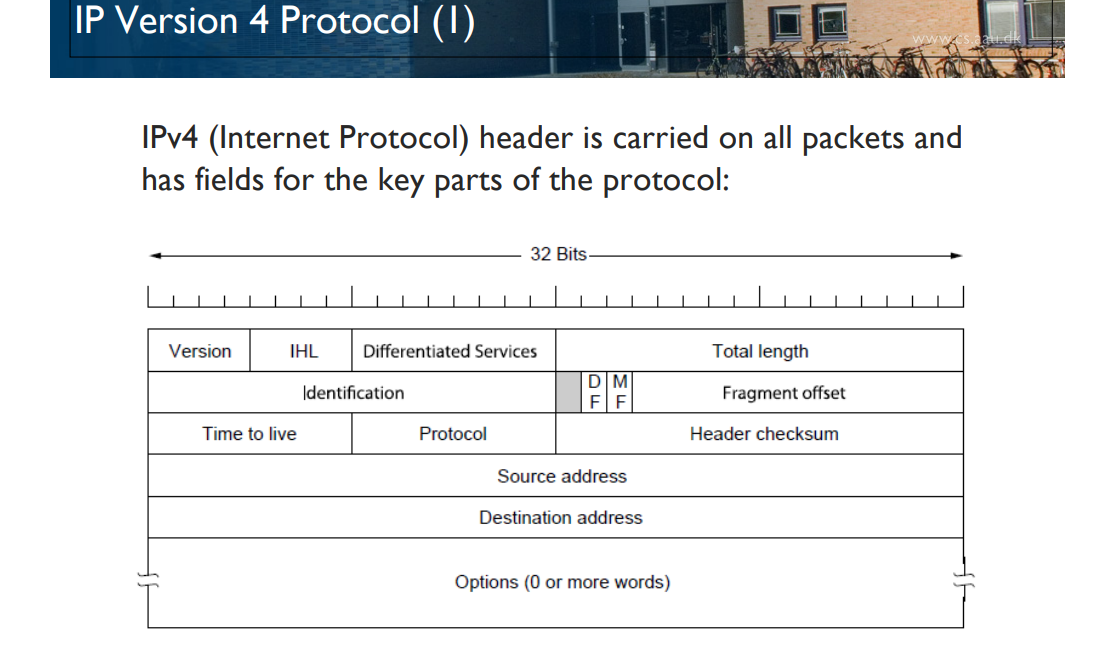 IP Version 4 Protocol (1)
www.cs.aau.dk
IPv4 (Internet Protocol) header is carried on all packets and
has fields for the key parts of the protocol:
32 Bits
Version IHL Differentiated Services Total length
Identification DF MF Fragment offset
Time to live Protocol Header checksum
Source address
Destination address
Options (0 or more words)